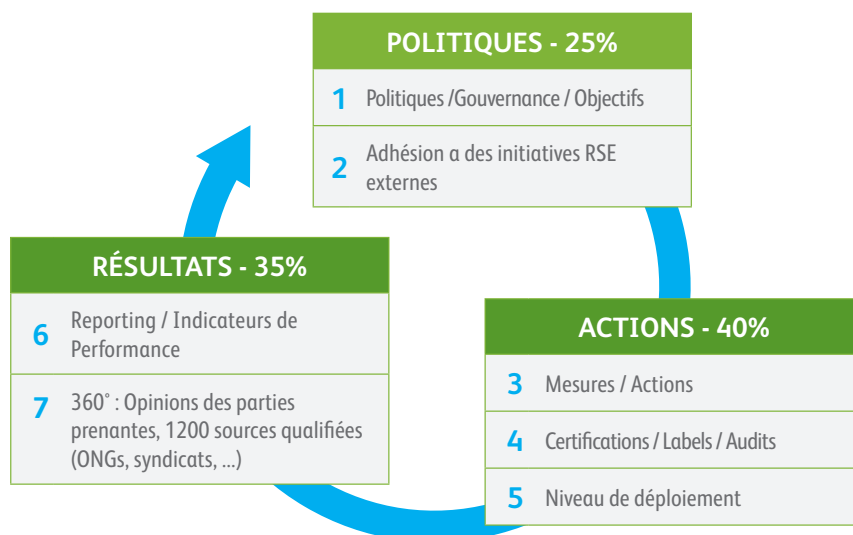 POLITIQUES - 25%
1 Politiques /Gouvernance / Objectifs
2 Adhésion a des initiatives RSE
externes
ACTIONS - 40%
3 Mesures / Actions
4 Certifications / Labels / Audits
5 Niveau de déploiement
RÉSULTATS - 35%
6 Reporting / Indicateurs de
Performance
7 360° : Opinions des parties
prenantes, 1200 sources qualifiées
(ONGs, syndicats, ...)